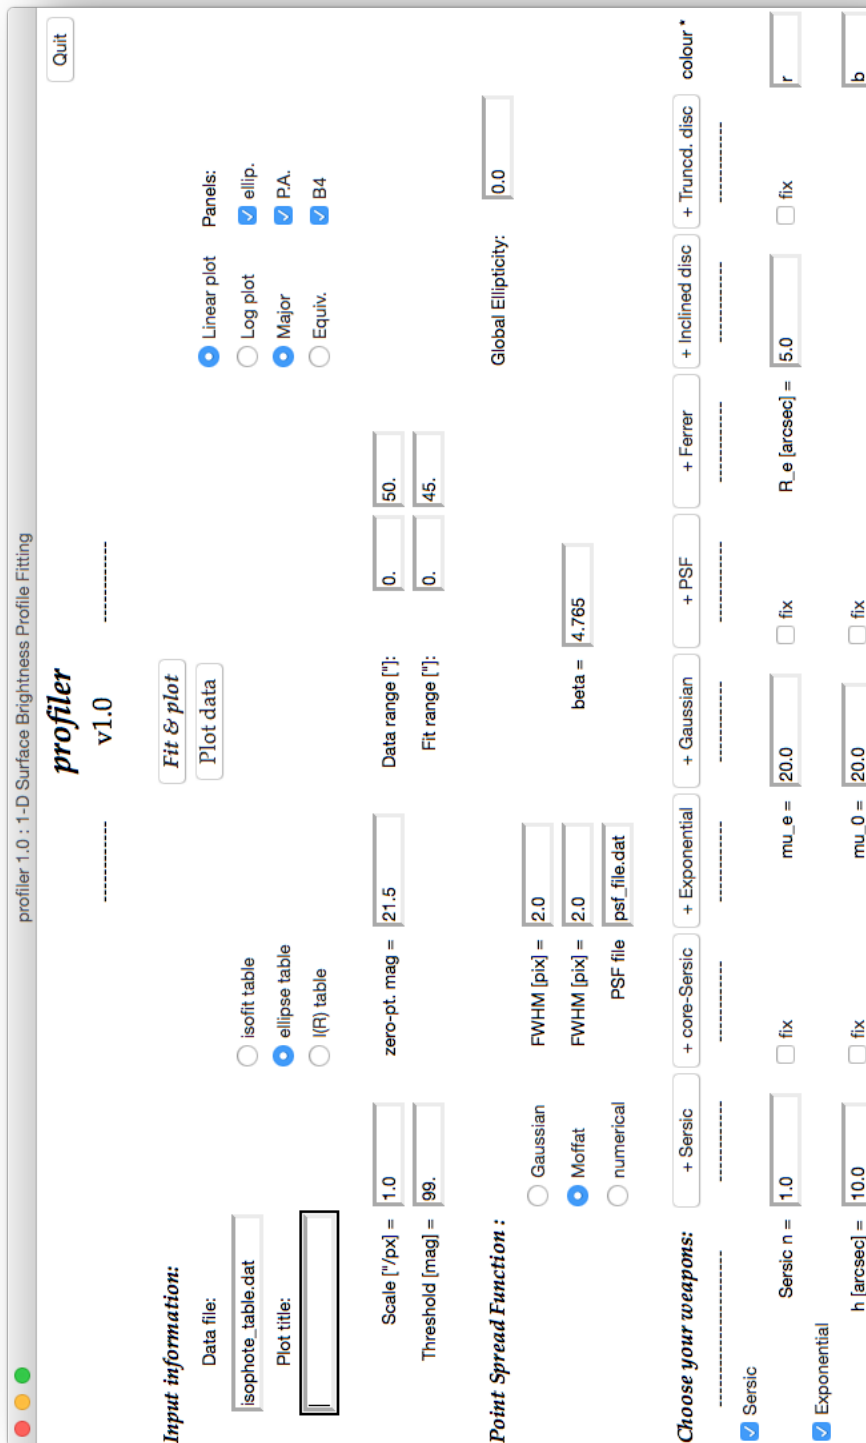 profiler 1.0 : 1-D Surface Brightness Profile Fitting
Quit
profiler
------------ v1.0 ------------
Fit & plot
Plot data
Input information:
Data file:
isophote_table.dat
Plot title:
isofit table
ellipse table
I(R) table
Linear plot
Log plot
Major
Equiv.
Panels:
ellip.
P.A.
B4
Scale ["/px] = 1.0 zero-pt. mag = 21.5 Data range ["]: 0. 50.
Threshold [mag] = 99. Fit range ["]: 0. 45.
Point Spread Function :
Global Ellipticity: 0.0
Gaussian FWHM [pix] = 2.0
Moffat FWHM [pix] = 2.0 beta = 4.765
numerical PSF file psf_file.dat
Choose your weapons: + Sersic + core-Sersic + Exponential + Gaussian + PSF + Ferrer + Inclined disc + Truncd. disc colour *
Sersic
Sersic n = 1.0 fix mu_e = 20.0 fix R_e [arcsec] = 5.0 fix r
Exponential
h [arcsec] = 10.0 fix mu_0 = 20.0 fix b